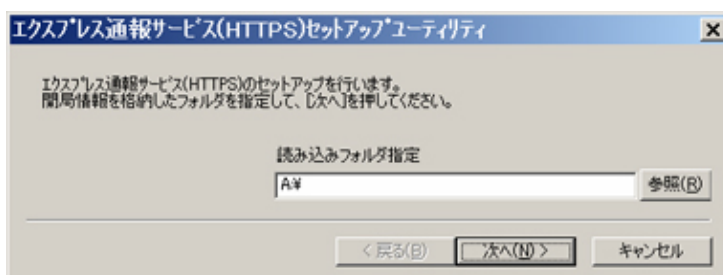 エクスプレス通報サービス(HTTPS)セットアップユーティリティ
エクスプレス通報サービス(HTTPS)のセットアップを行います。
開局情報を格納したフォルダを指定して、[次へ]を押してください。
読み込みフォルダ指定
A:¥
参照(R)
< 戻る(B)
次へ(N) >
キャンセル